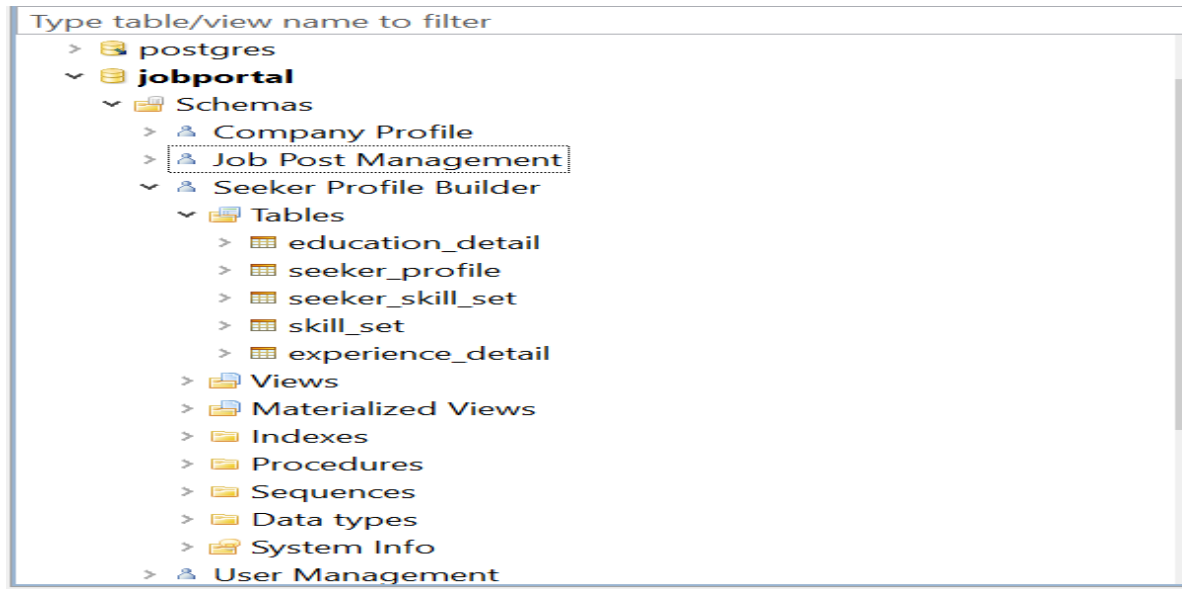 Type table/view name to filter
postgres
jobportal
Schemas
Company Profile
Job Post Management
Seeker Profile Builder
Tables
education_detail
seeker_profile
seeker_skill_set
skill_set
experience_detail
Views
Materialized Views
Indexes
Procedures
Sequences
Data types
System Info
User Management